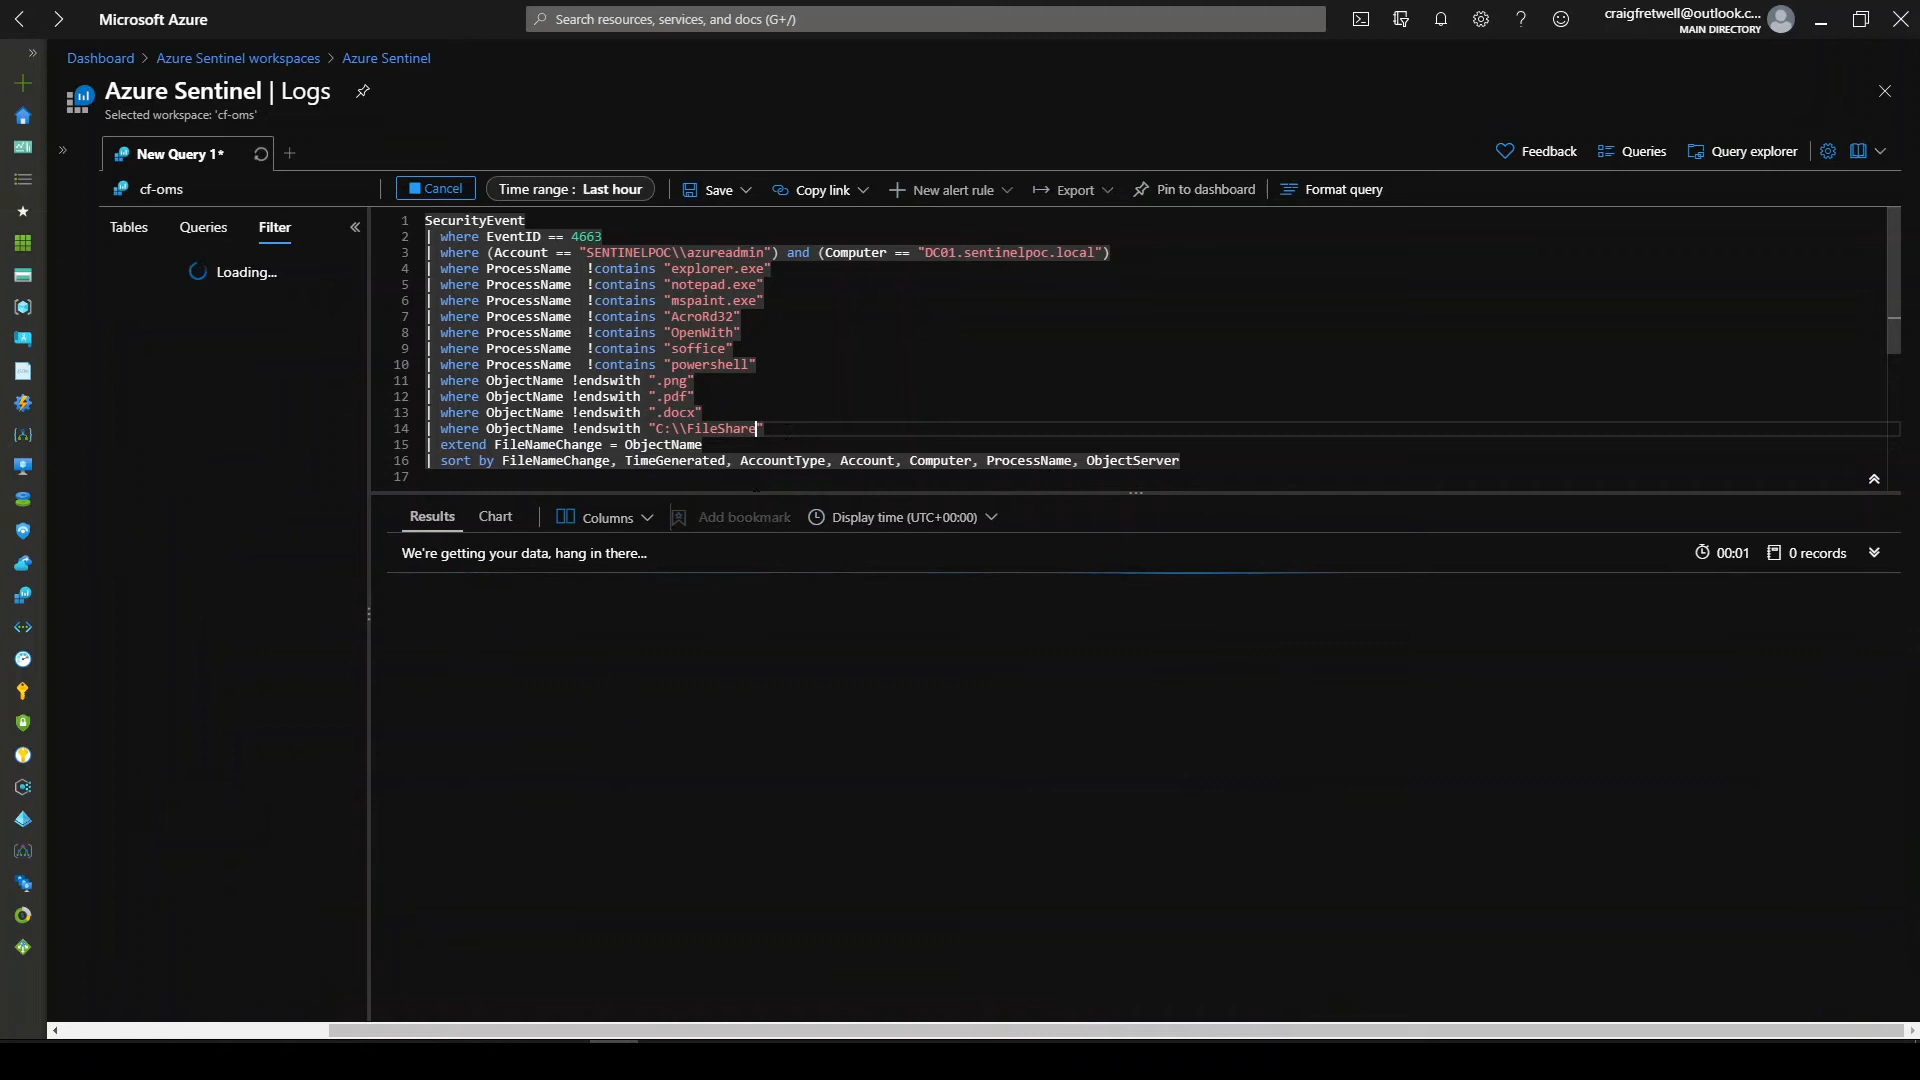 Microsoft Azure
Search resources, services, and docs (G+/)
craigfretwell@outlook.c...
MAIN DIRECTORY
Dashboard > Azure Sentinel workspaces > Azure Sentinel
Azure Sentinel | Logs
Selected workspace: 'cf-oms'
New Query 1*
Feedback
Queries
Query explorer
cf-oms
Cancel
Time range : Last hour
Save
Copy link
New alert rule
Export
Pin to dashboard
Format query
Tables
Queries
Filter
Loading...
1 SecurityEvent
2 | where EventID == 4663
3 | where (Account == "SENTINELPOC\\azureadmin") and (Computer == "DC01.sentinelpoc.local")
4 | where ProcessName !contains "explorer.exe"
5 | where ProcessName !contains "notepad.exe"
6 | where ProcessName !contains "mspaint.exe"
7 | where ProcessName !contains "AcroRd32"
8 | where ProcessName !contains "OpenWith"
9 | where ProcessName !contains "soffice"
10 | where ProcessName !contains "powershell"
11 | where ObjectName !endswith ".png"
12 | where ObjectName !endswith ".pdf"
13 | where ObjectName !endswith ".docx"
14 | where ObjectName !endswith "C:\\FileShare"
15 | extend FileNameChange = ObjectName
16 | sort by FileNameChange, TimeGenerated, AccountType, Account, Computer, ProcessName, ObjectServer
17
Results
Chart
Columns
Add bookmark
Display time (UTC+00:00)
We're getting your data, hang in there...
00:01
0 records